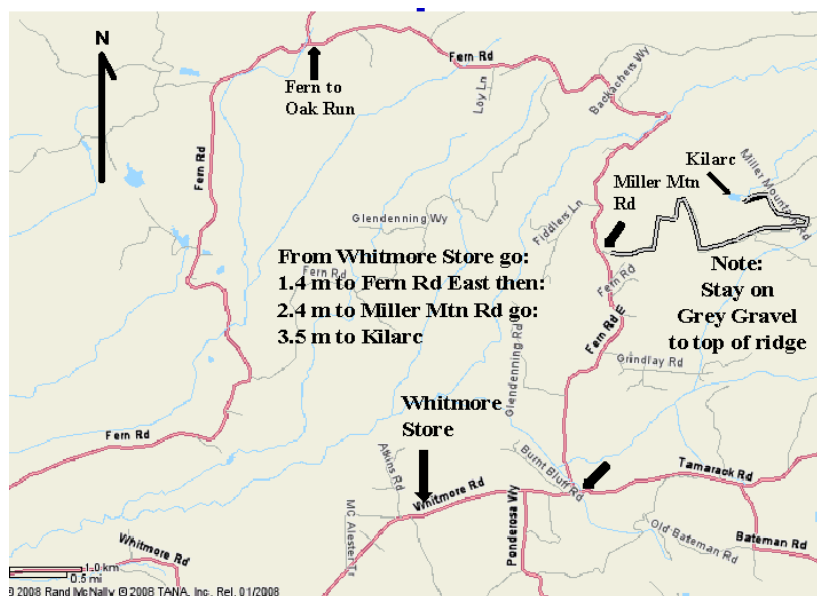 N
Fern Rd
Fern to
Oak Run
Loy Ln
Backachers Wy
Fern Rd
Kilarc
Miller Mountain Rd
Miller Mtn
Rd
Fiddlers Ln
Glendenning Wy
From Whitmore Store go:
1.4 m to Fern Rd East then:
2.4 m to Miller Mtn Rd go:
3.5 m to Kilarc
Fern Rd
Fern Rd
Note:
Stay on
Grey Gravel
to top of ridge
Fern Rd E
Glendenning Rd
Grindlay Rd
Whitmore
Store
Fern Rd
Atkins Rd
Burnt Bluff Rd
Tamarack Rd
Whitmore Rd
Mc Alester Tr
Ponderosa Wy
Old Bateman Rd
Bateman Rd
Whitmore Rd
1.0 km
0.5 mi
© 2008 Rand McNally © 2008 TANA, Inc. Rel. 01/2008